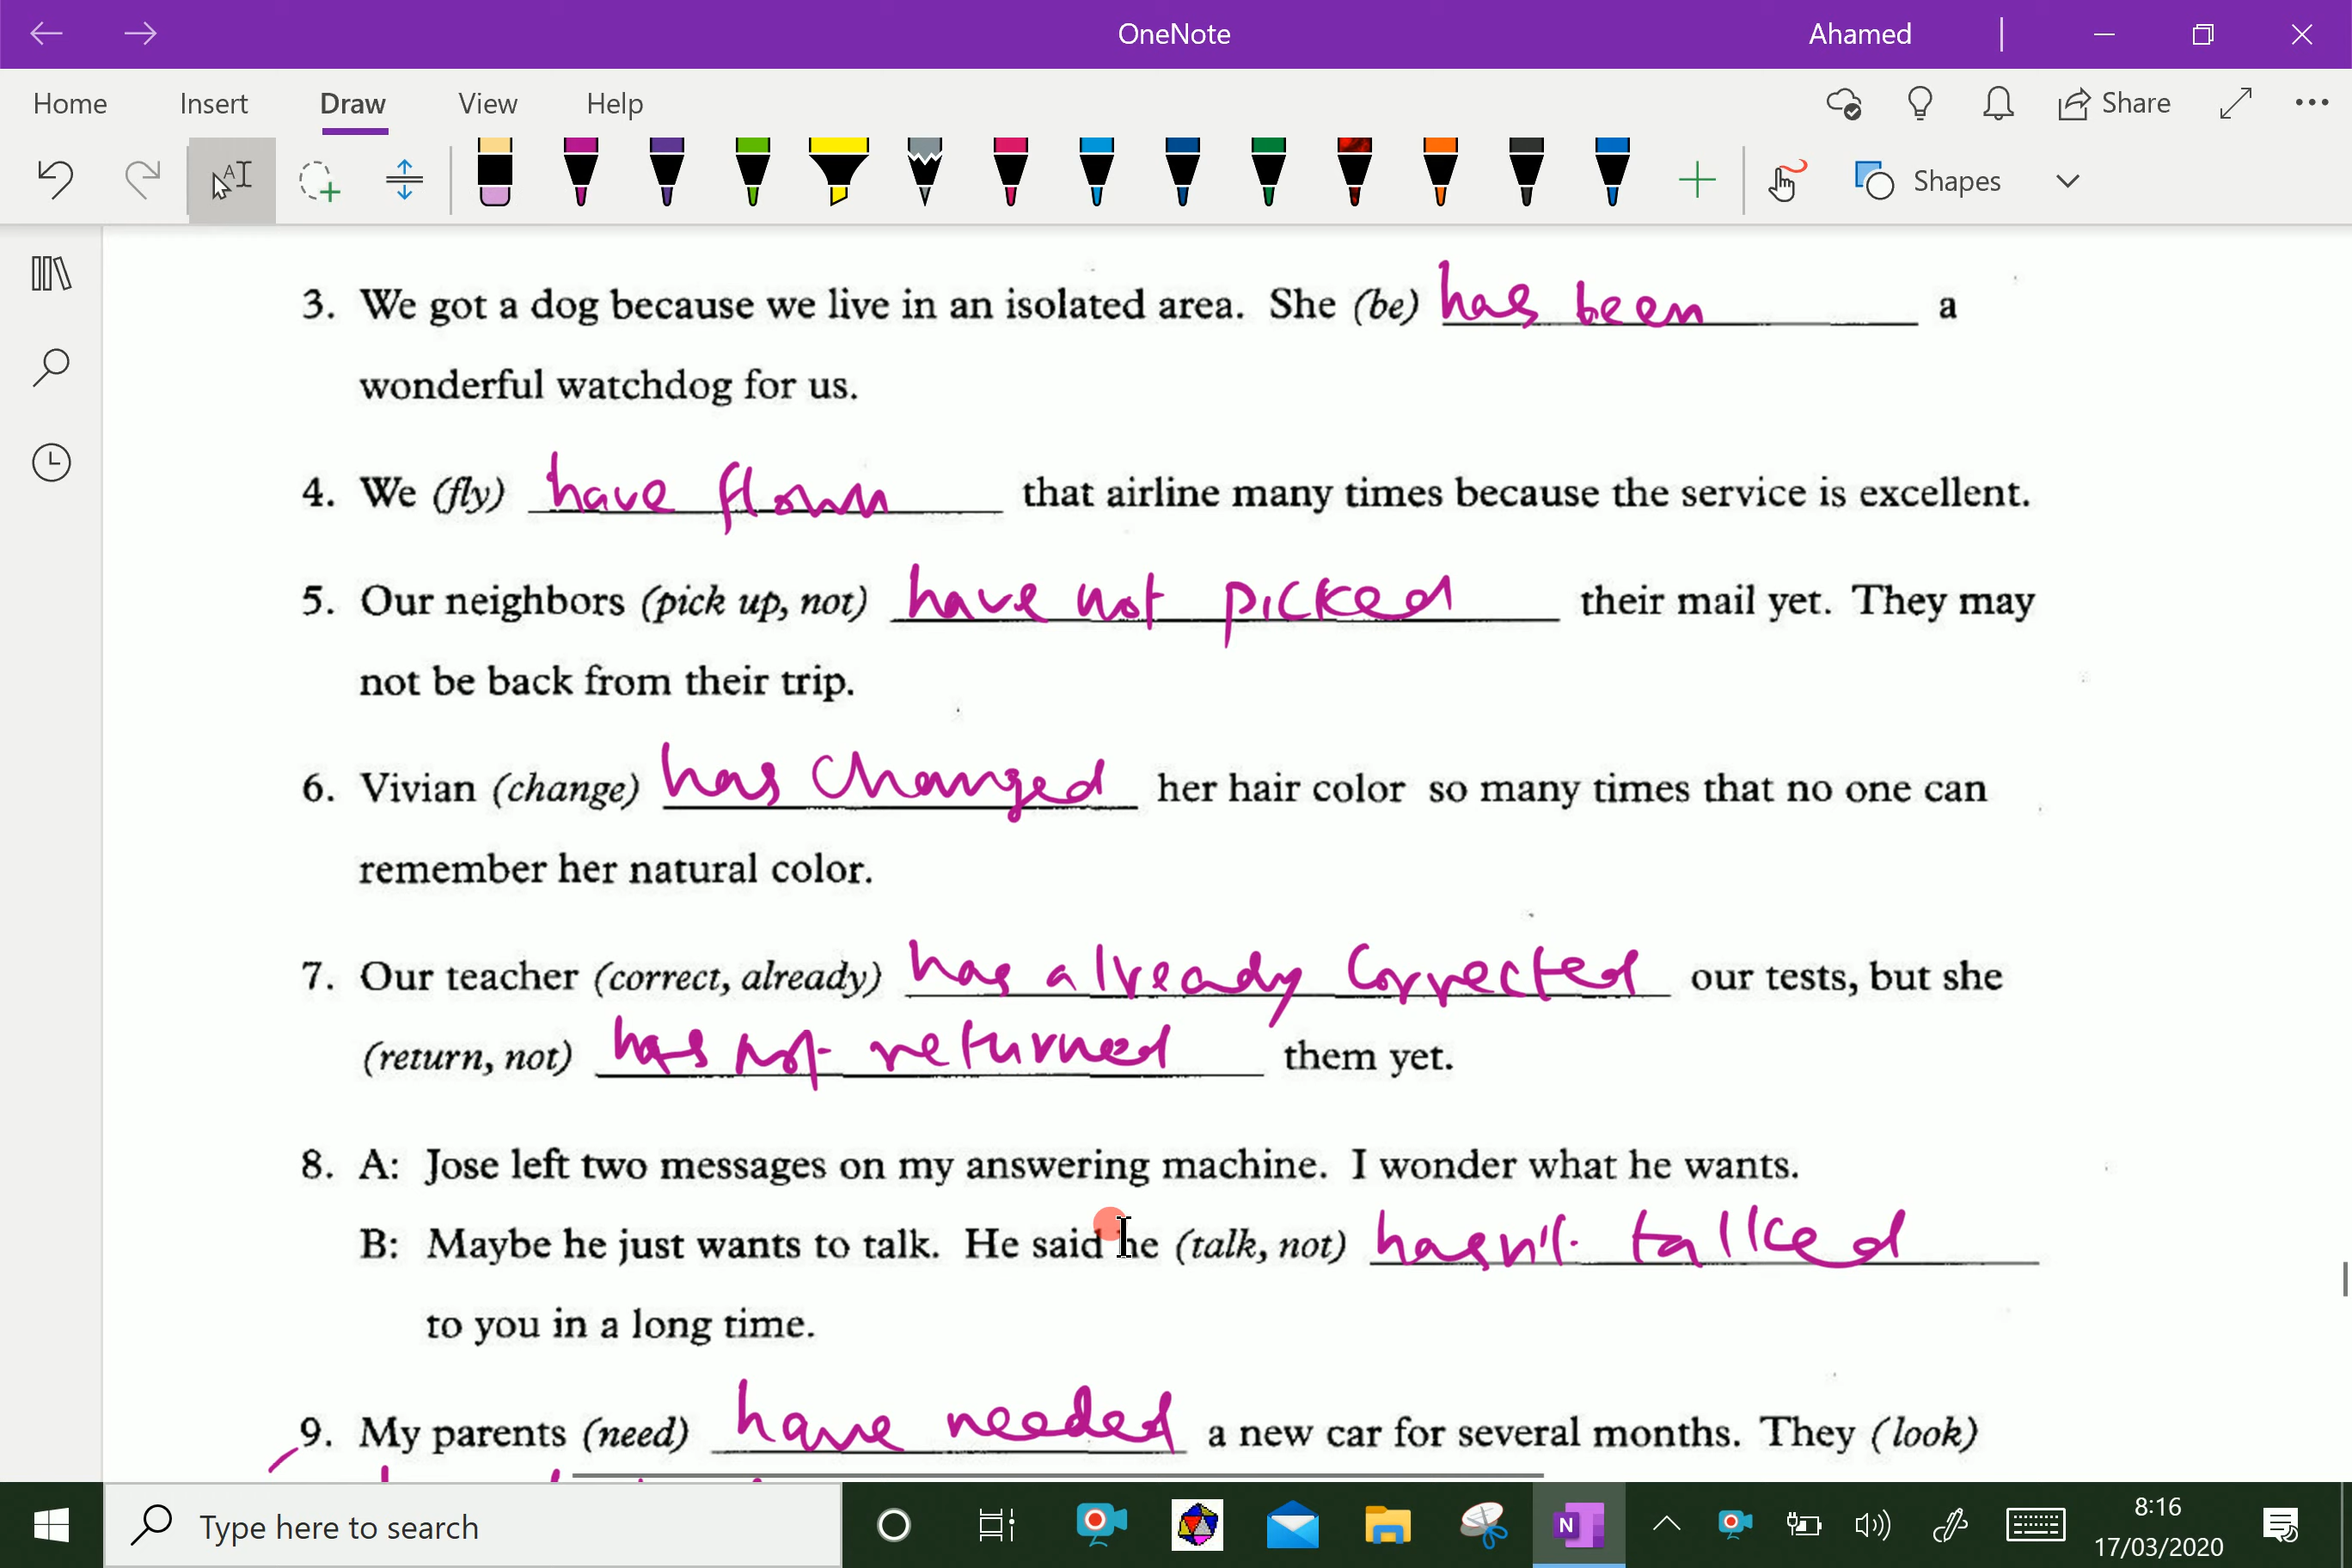 OneNote
Ahamed
Home Insert Draw View Help
Share
Shapes
3. We got a dog because we live in an isolated area. She (be) has been a
wonderful watchdog for us.
4. We (fly) have flown that airline many times because the service is excellent.
5. Our neighbors (pick up, not) have not picked their mail yet. They may
not be back from their trip.
6. Vivian (change) has changed her hair color so many times that no one can
remember her natural color.
7. Our teacher (correct, already) has already corrected our tests, but she
(return, not) has not returned them yet.
8. A: Jose left two messages on my answering machine. I wonder what he wants.
B: Maybe he just wants to talk. He said he (talk, not) hasn't talked
to you in a long time.
9. My parents (need) have needed a new car for several months. They (look)
Type here to search
8:16
17/03/2020